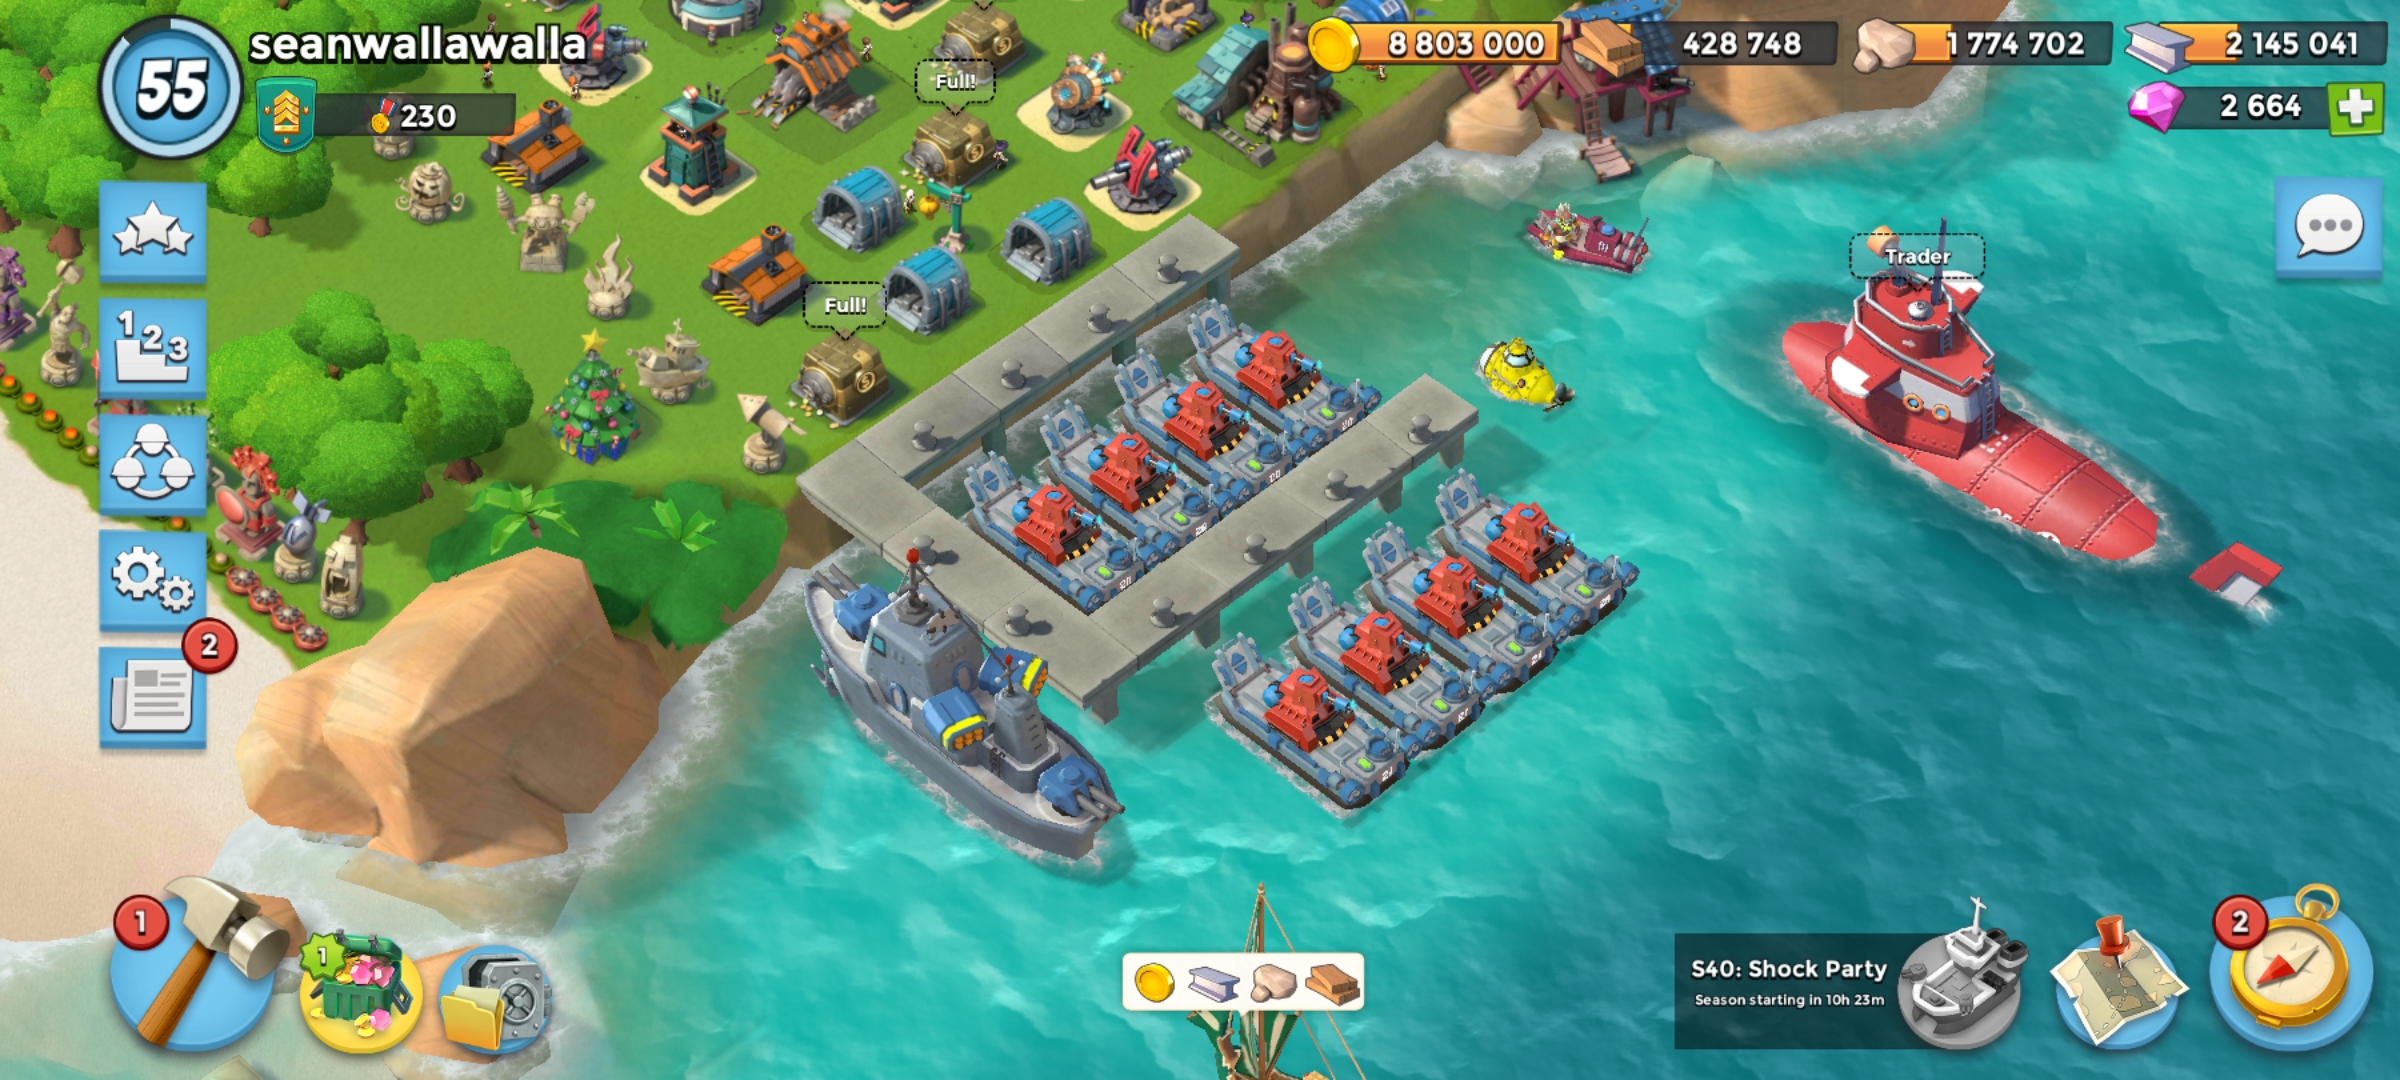 55
seanwallawalla
230
8 803 000
428 748
1 774 702
2 145 041
2 664
Full!
Trader
Full!
1 2 3
2
1
1
S40: Shock Party
Season starting in 10h 23m
2